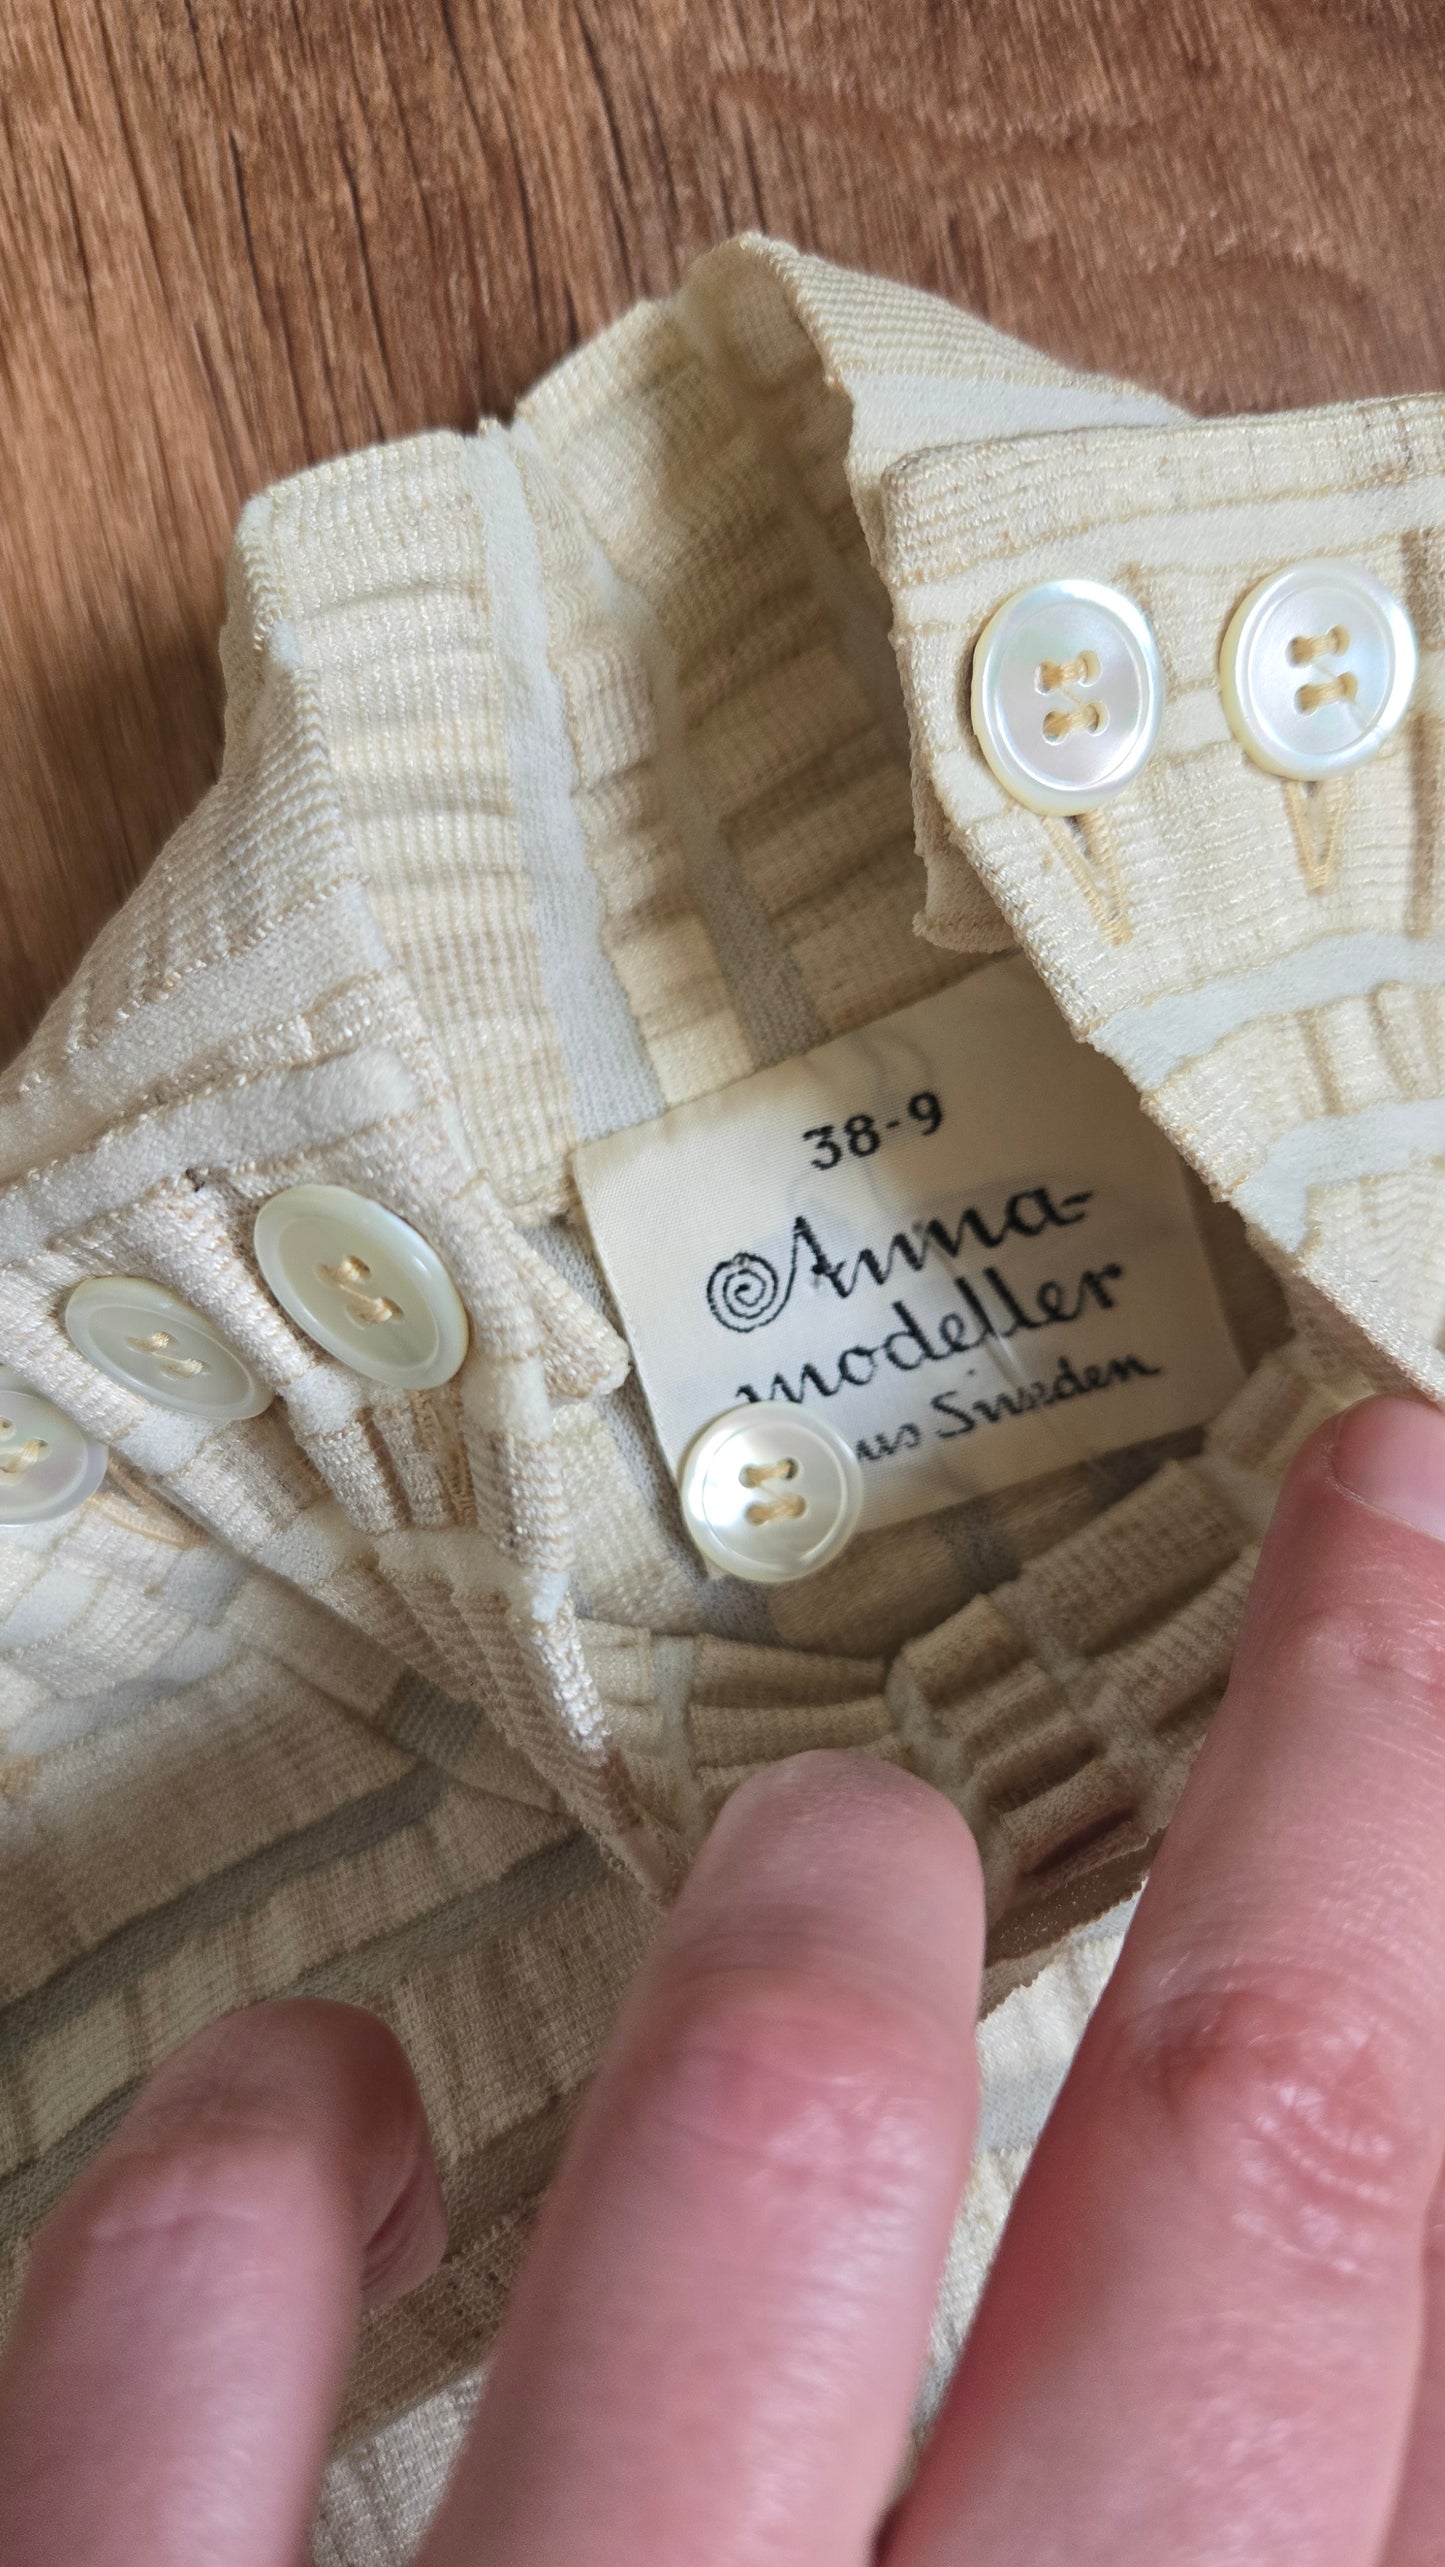 38-9
Anna-
modeller
Sweden